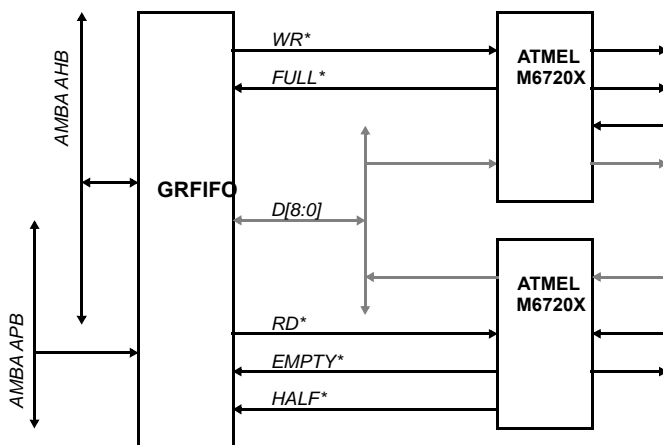 AMBA AHB
AMBA APB
GRFIFO
WR*
FULL*
D[8:0]
RD*
EMPTY*
HALF*
ATMEL
M6720X
ATMEL
M6720X